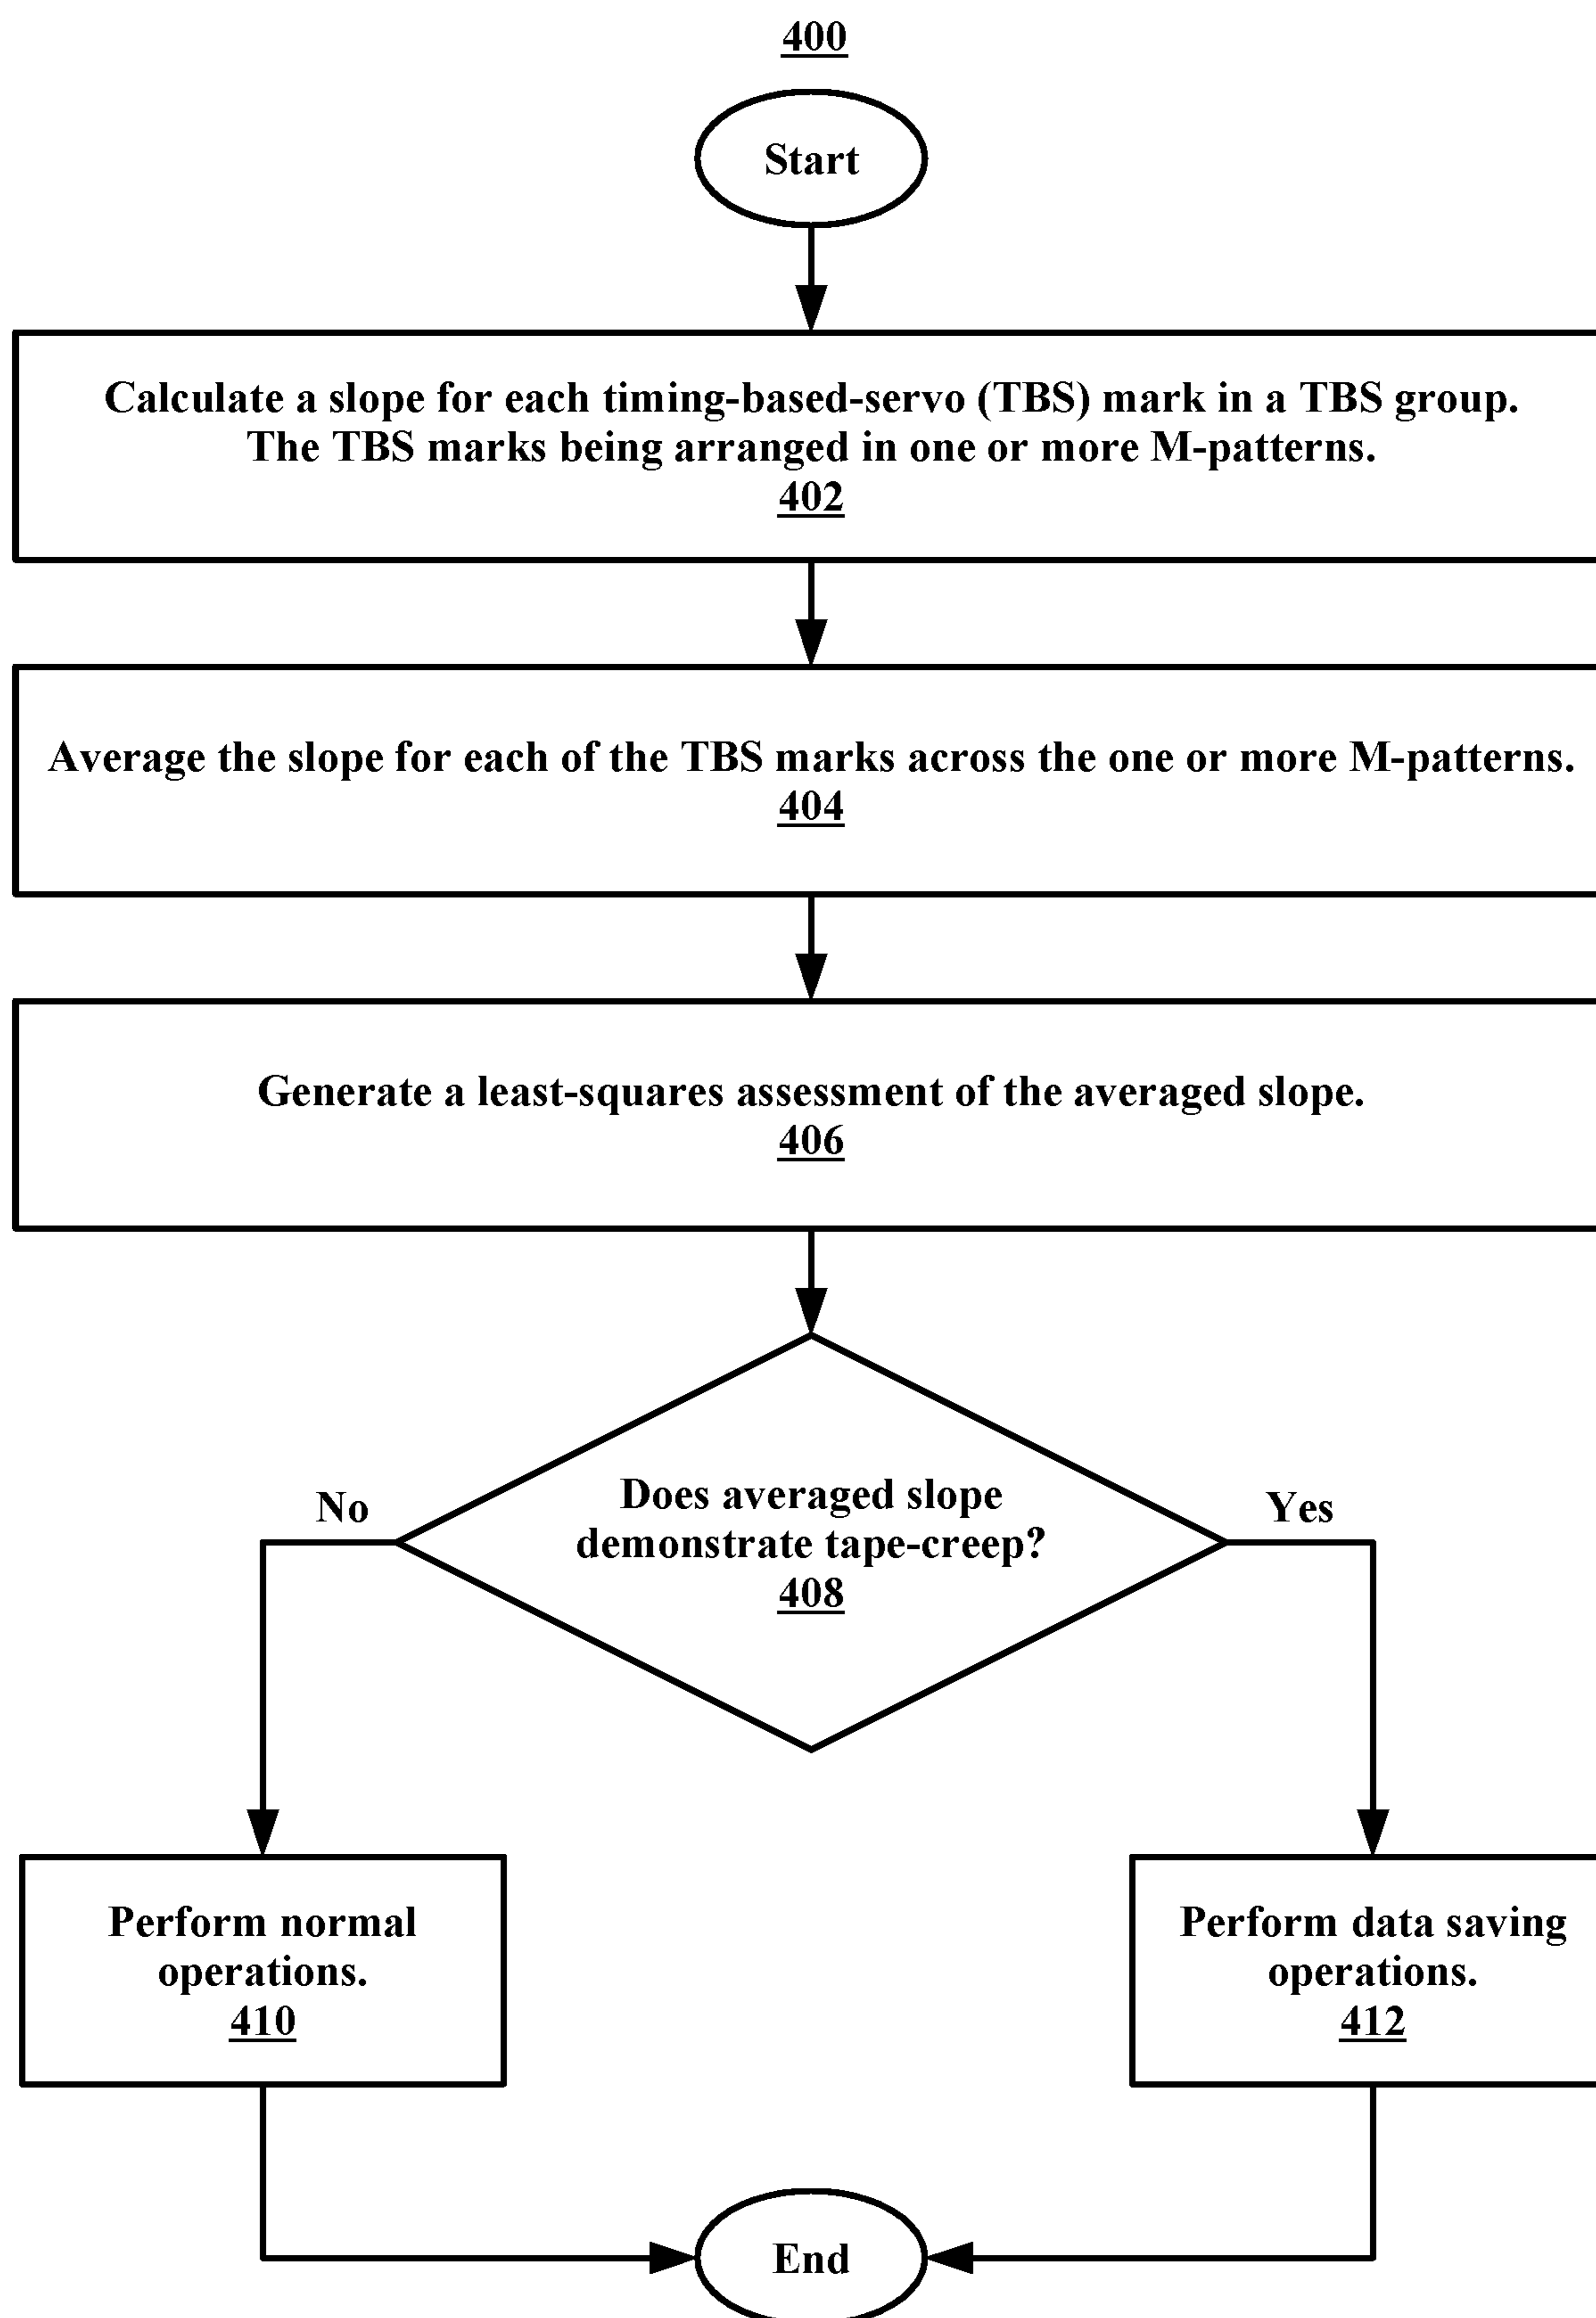 400
Start
Calculate a slope for each timing-based-servo (TBS) mark in a TBS group.
The TBS marks being arranged in one or more M-patterns.
402
Average the slope for each of the TBS marks across the one or more M-patterns.
404
Generate a least-squares assessment of the averaged slope.
406
Does averaged slope
demonstrate tape-creep?
408
No
Yes
Perform normal
operations.
410
Perform data saving
operations.
412
End